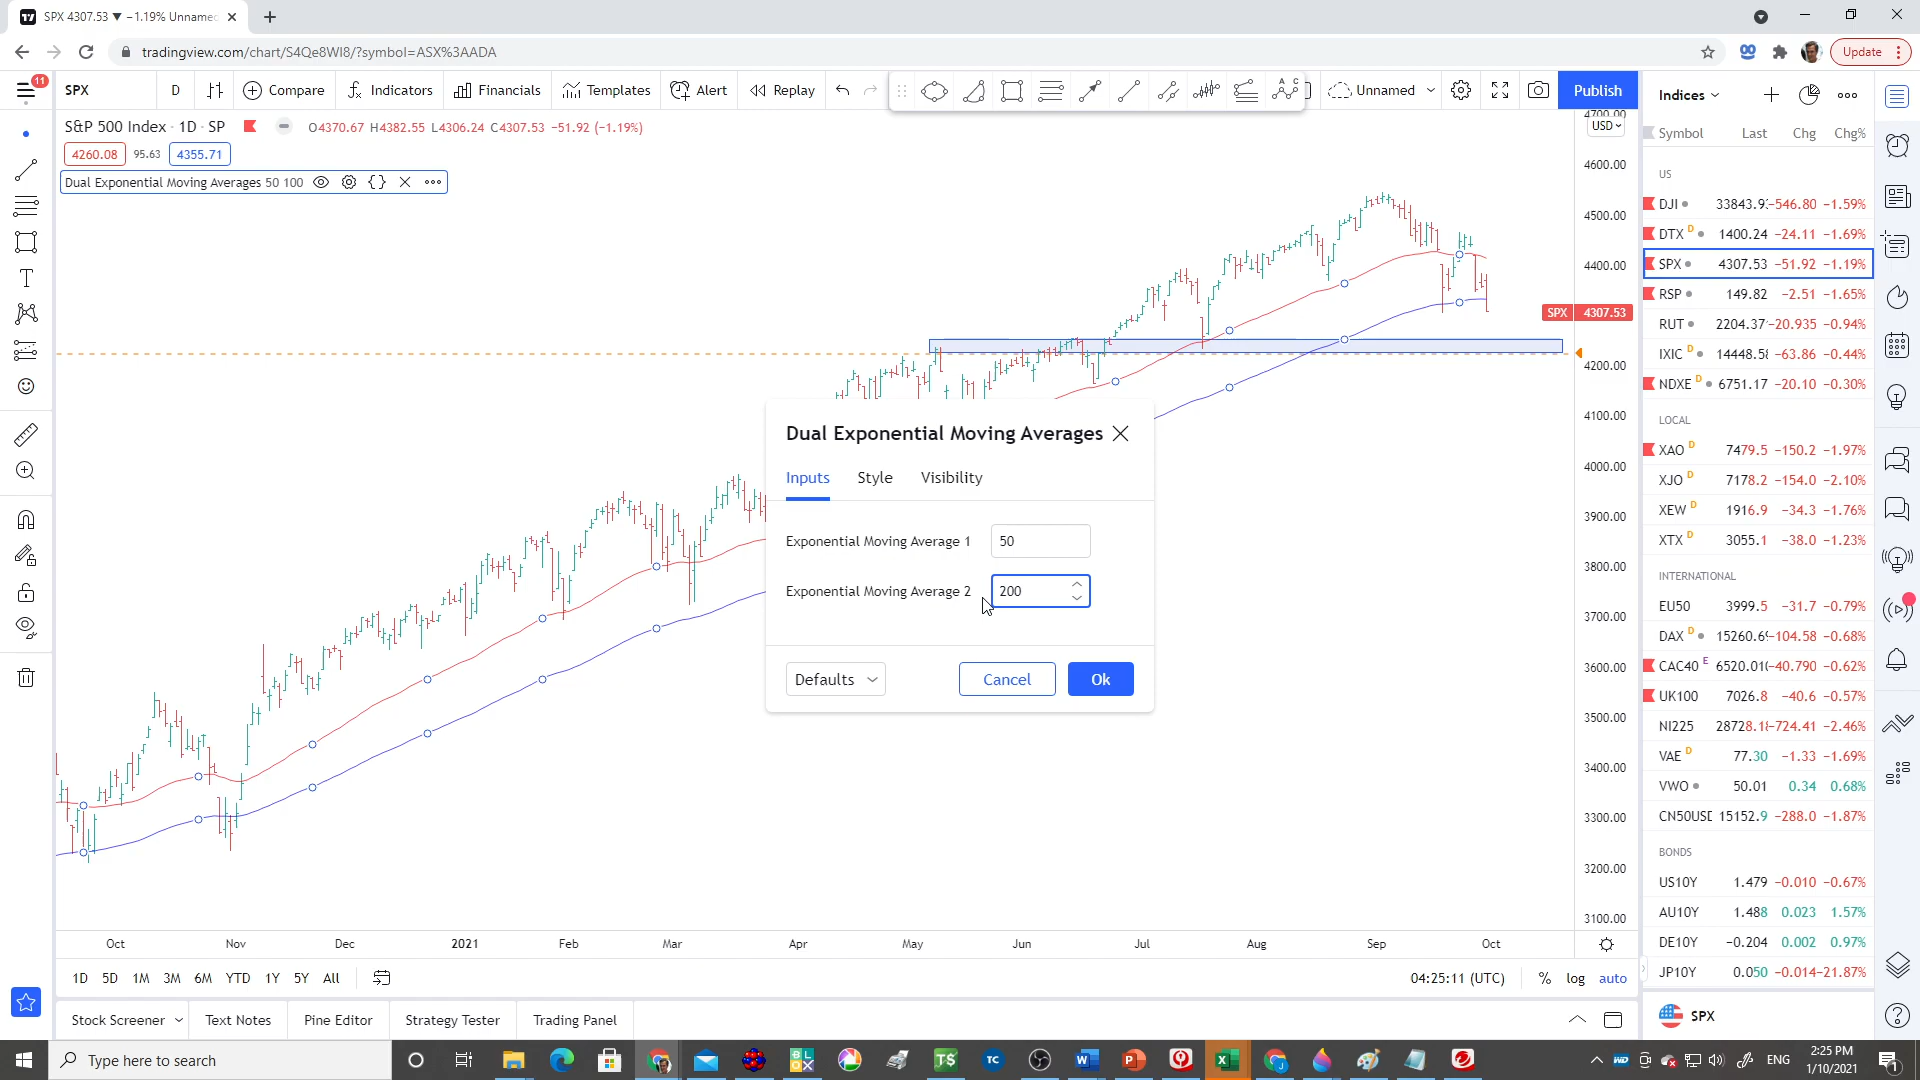 SPX 4307.53 ▼ −1.19% Unnamed
tradingview.com/chart/S4Qe8WI8/?symbol=ASX%3AADA
Update
11
SPX
D
Compare
Indicators
Financials
Templates
Alert
Replay
Unnamed
Publish
S&P 500 Index · 1D · SP
O4370.67 H4382.55 L4306.24 C4307.53 −51.92 (−1.19%)
4260.08 95.63 4355.71
Dual Exponential Moving Averages 50 100
USD
4700.00
4600.00
4500.00
4400.00
SPX 4307.53
4200.00
4100.00
4000.00
3900.00
3800.00
3700.00
3600.00
3500.00
3400.00
3300.00
3200.00
3100.00
Dual Exponential Moving Averages
Inputs Style Visibility
Exponential Moving Average 1 50
Exponential Moving Average 2 200
Defaults Cancel Ok
Oct Nov Dec 2021 Feb Mar Apr May Jun Jul Aug Sep Oct
1D 5D 1M 3M 6M YTD 1Y 5Y All
04:25:11 (UTC) % log auto
Stock Screener Text Notes Pine Editor Strategy Tester Trading Panel
Indices
Symbol Last Chg Chg%
US
DJI 33843.9 −546.80 −1.59%
DTX D 1400.24 −24.11 −1.69%
SPX 4307.53 −51.92 −1.19%
RSP 149.82 −2.51 −1.65%
RUT 2204.37 −20.925 −0.94%
IXIC D 14448.5 −63.86 −0.44%
NDXE D 6751.17 −20.10 −0.30%
LOCAL
XAO D 7479.5 −150.2 −1.97%
XJO D 7178.2 −154.0 −2.10%
XEW D 1916.9 −34.3 −1.76%
XTX D 3055.1 −38.0 −1.23%
INTERNATIONAL
EU50 3999.5 −31.7 −0.79%
DAX D 15260.6 −104.58 −0.68%
CAC40 E 6520.01 −40.790 −0.62%
UK100 7026.8 −40.6 −0.57%
NI225 28728.1 −724.41 −2.46%
VAE D 77.30 −1.33 −1.69%
VWO 50.01 0.34 0.68%
CN50USD 15152.9 −288.0 −1.87%
BONDS
US10Y 1.479 −0.010 −0.67%
AU10Y 1.488 0.023 1.57%
DE10Y −0.204 0.002 0.97%
JP10Y 0.050 −0.014 −21.87%
SPX
Type here to search
ENG
2:25 PM
1/10/2021